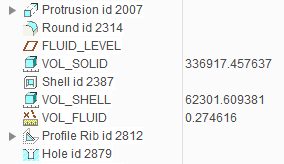 Protrusion id 2007
Round id 2314
FLUID_LEVEL
VOL_SOLID 336917.457637
Shell id 2387
VOL_SHELL 62301.609381
VOL_FLUID 0.274616
Profile Rib id 2812
Hole id 2879